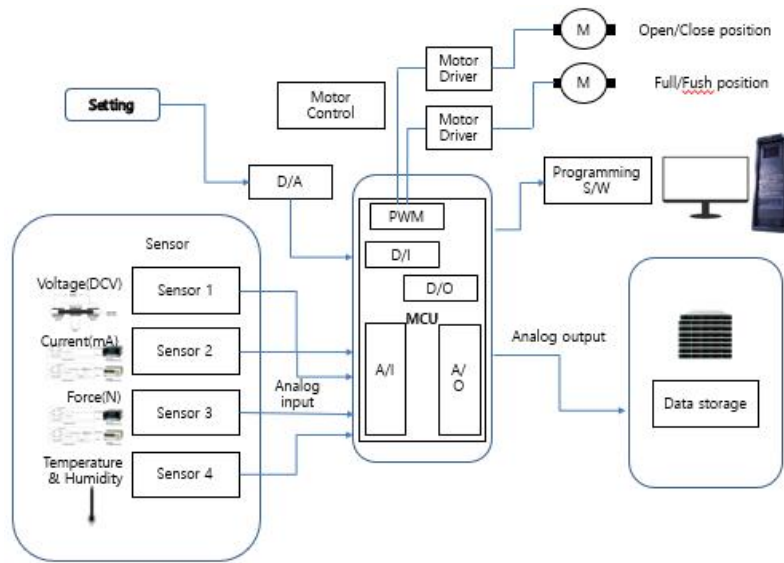 M
Open/Close position
Motor
Driver
M
Full/Fush position
Motor
Control
Motor
Driver
Setting
D/A
Programming
S/W
PWM
Sensor
D/I
Voltage(DCV)
Sensor 1
D/O
MCU
Current(mA)
Sensor 2
A/I
A/
O
Analog output
Analog
input
Force(N)
Sensor 3
Data storage
Temperature
& Humidity
Sensor 4